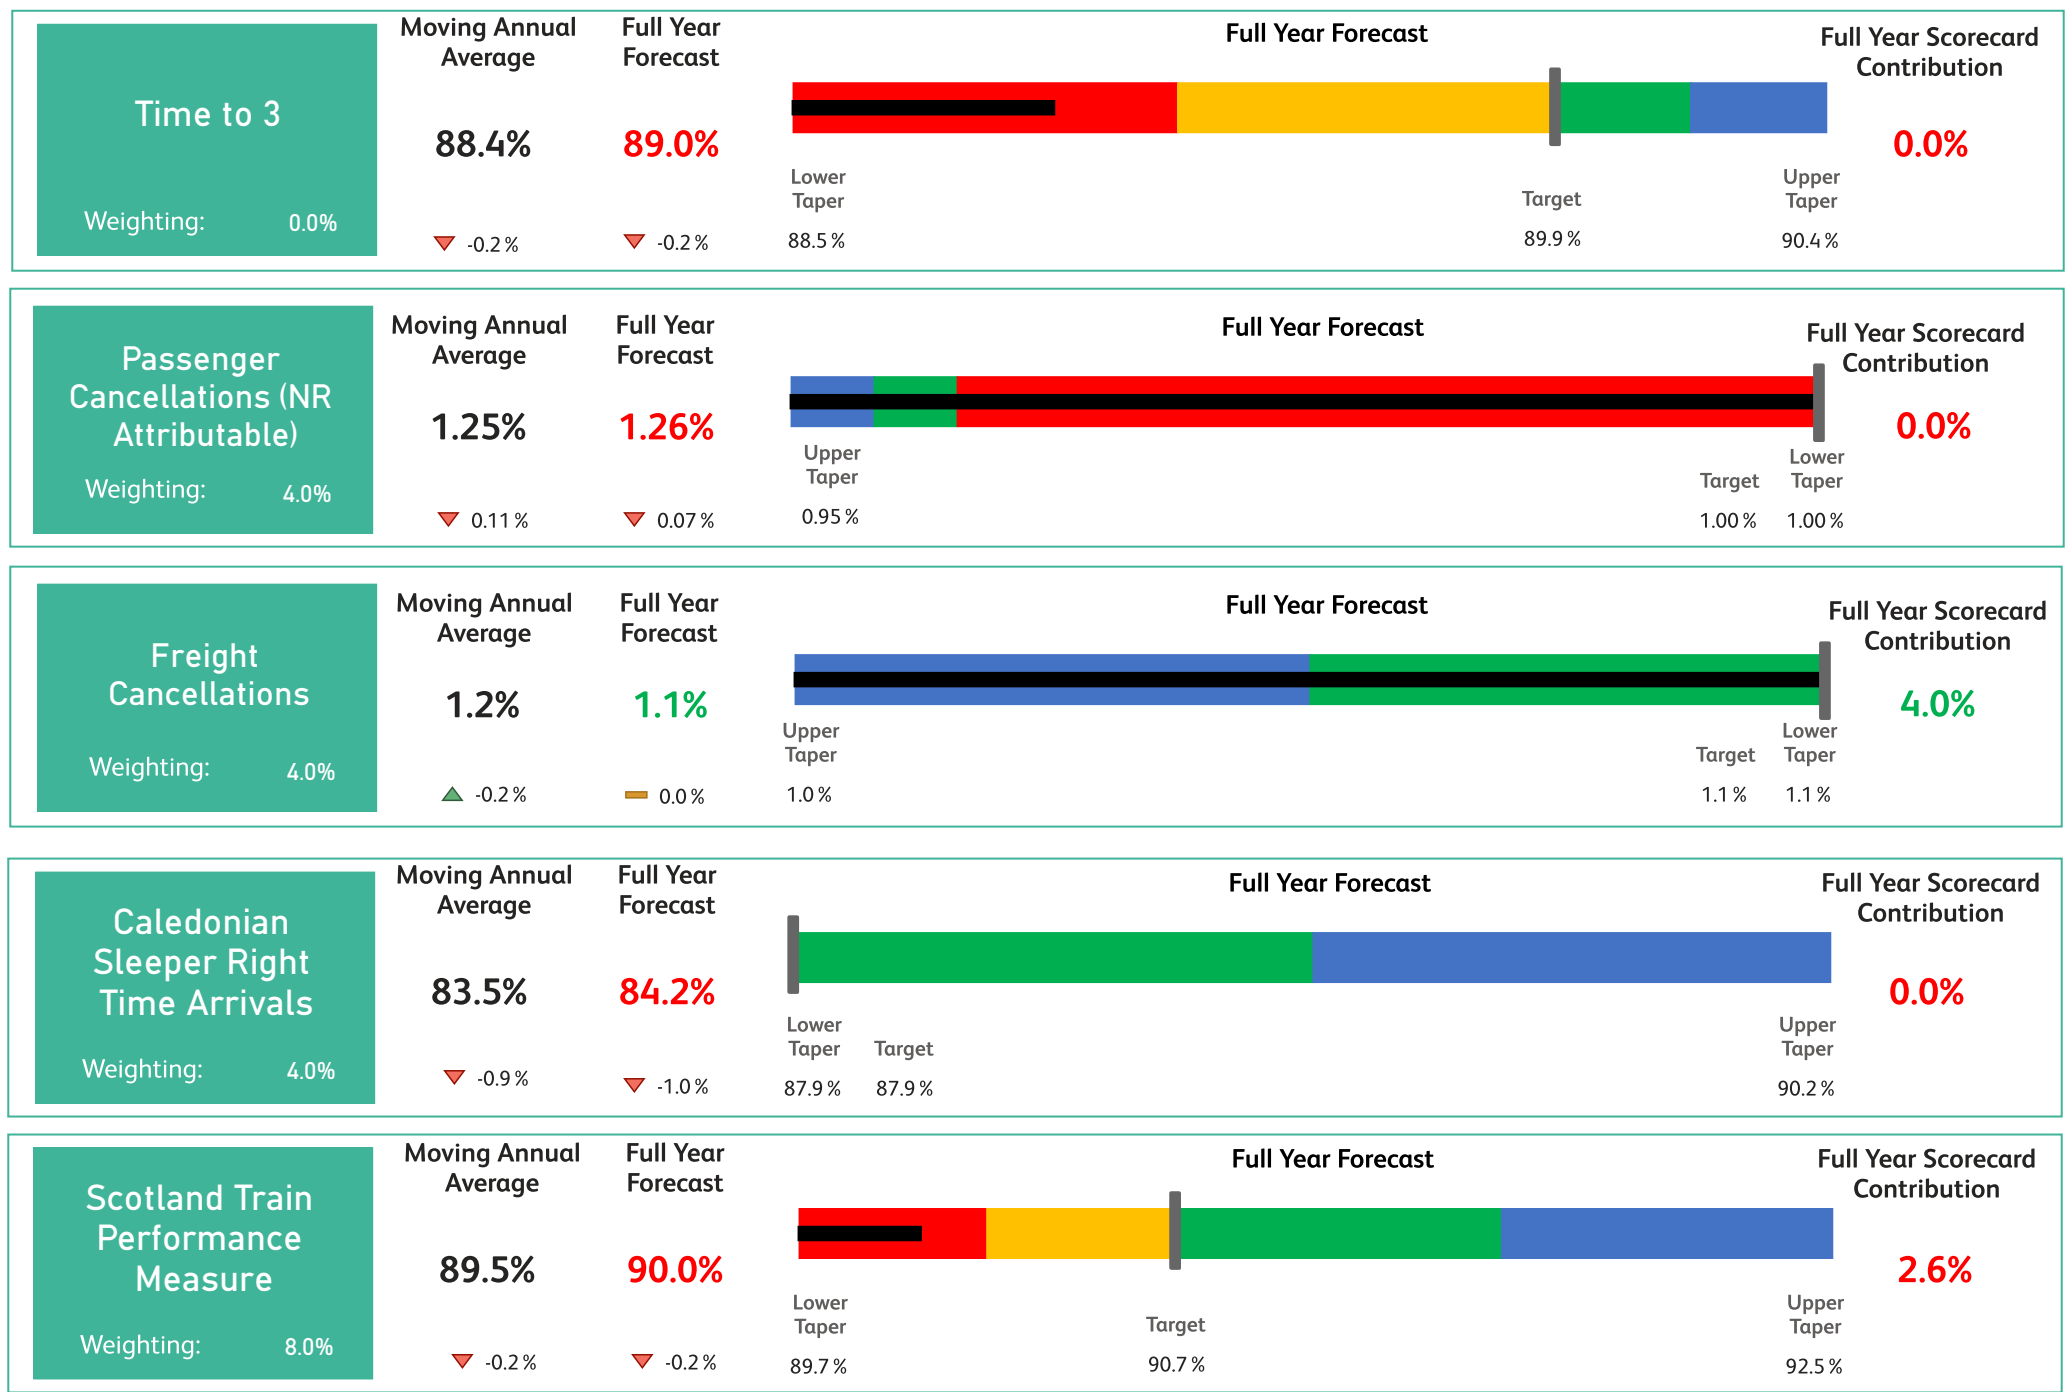 Time to 3
Weighting: 0.0%
Moving Annual
Average
88.4%
-0.2 %
Full Year
Forecast
89.0%
-0.2 %
Full Year Forecast
Lower
Taper
88.5 %
Target
89.9 %
Upper
Taper
90.4 %
Full Year Scorecard
Contribution
0.0%
Passenger
Cancellations (NR
Attributable)
Weighting: 4.0%
Moving Annual
Average
1.25%
0.11 %
Full Year
Forecast
1.26%
0.07 %
Full Year Forecast
Upper
Taper
0.95 %
Target
1.00 %
Lower
Taper
1.00 %
Full Year Scorecard
Contribution
0.0%
Freight
Cancellations
Weighting: 4.0%
Moving Annual
Average
1.2%
-0.2 %
Full Year
Forecast
1.1%
0.0 %
Full Year Forecast
Upper
Taper
1.0 %
Target
1.1 %
Lower
Taper
1.1 %
Full Year Scorecard
Contribution
4.0%
Caledonian
Sleeper Right
Time Arrivals
Weighting: 4.0%
Moving Annual
Average
83.5%
-0.9 %
Full Year
Forecast
84.2%
-1.0 %
Full Year Forecast
Lower
Taper
87.9 %
Target
87.9 %
Upper
Taper
90.2 %
Full Year Scorecard
Contribution
0.0%
Scotland Train
Performance
Measure
Weighting: 8.0%
Moving Annual
Average
89.5%
-0.2 %
Full Year
Forecast
90.0%
-0.2 %
Full Year Forecast
Lower
Taper
89.7 %
Target
90.7 %
Upper
Taper
92.5 %
Full Year Scorecard
Contribution
2.6%